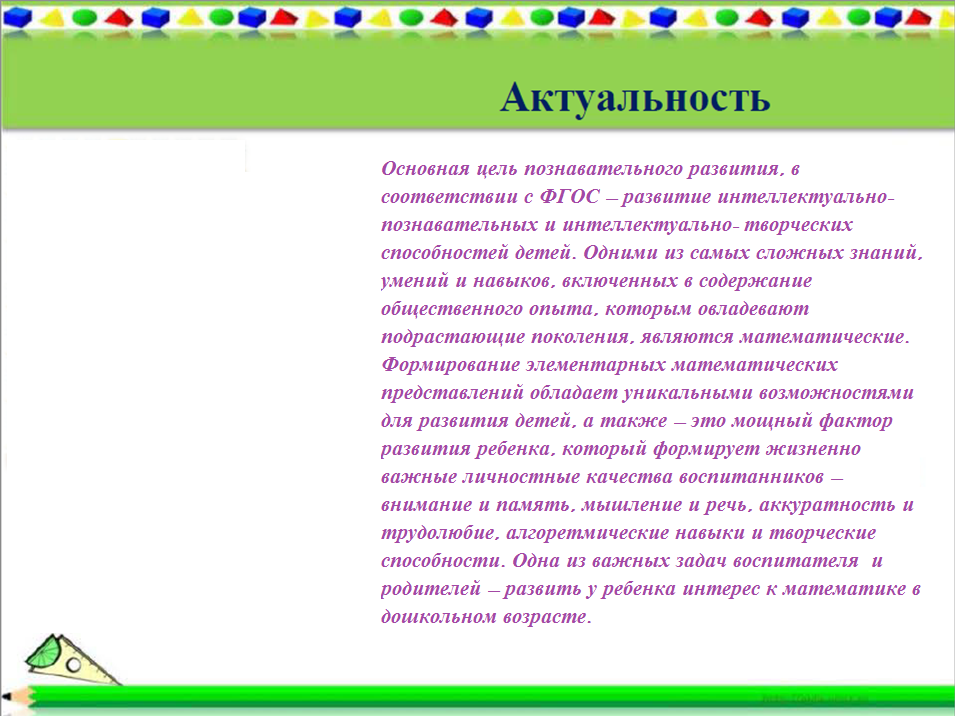 Актуальность
Основная цель познавательного развития, в
соответствии с ФГОС – развитие интеллектуально-
познавательных и интеллектуально- творческих
способностей детей. Одними из самых сложных знаний,
умений и навыков, включенных в содержание
общественного опыта, которым овладевают
подрастающие поколения, являются математические.
Формирование элементарных математических
представлений обладает уникальными возможностями
для развития детей, а также – это мощный фактор
развития ребенка, который формирует жизненно
важные личностные качества воспитанников –
внимание и память, мышление и речь, аккуратность и
трудолюбие, алгоретмические навыки и творческие
способности. Одна из важных задач воспитателя  и
родителей – развить у ребенка интерес к математике в
дошкольном возрасте.